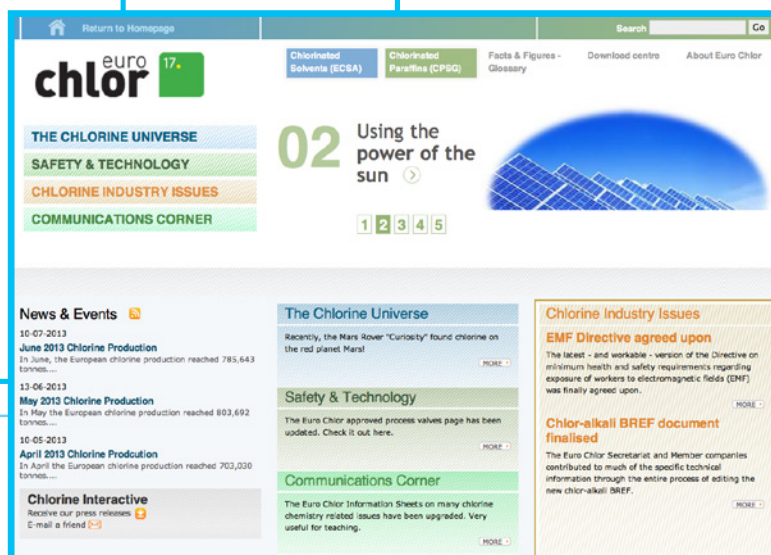 Return to Homepage
Search
Go
euro
chlor
17.
Chlorinated
Solvents (ECSA)
Chlorinated
Paraffins (CPSG)
Facts & Figures -
Glossary
Download centre
About Euro Chlor
THE CHLORINE UNIVERSE
SAFETY & TECHNOLOGY
CHLORINE INDUSTRY ISSUES
COMMUNICATIONS CORNER
02
Using the
power of the
sun
1 2 3 4 5
News & Events
10-07-2013
June 2013 Chlorine Production
In June, the European chlorine production reached 785,643
tonnes....
13-06-2013
May 2013 Chlorine Production
In May the European chlorine production reached 803,692
tonnes....
10-05-2013
April 2013 Chlorine Prodcution
In April the European chlorine production reached 703,030
tonnes....
Chlorine Interactive
Receive our press releases
E-mail a friend
The Chlorine Universe
Recently, the Mars Rover "Curiosity" found chlorine on
the red planet Mars!
MORE
Safety & Technology
The Euro Chlor approved process valves page has been
updated. Check it out here.
MORE
Communications Corner
The Euro Chlor Information Sheets on many chlorine
chemistry related issues have been upgraded. Very
useful for teaching.
MORE
Chlorine Industry Issues
EMF Directive agreed upon
The latest - and workable - version of the Directive on
minimum health and safety requirements regarding
exposure of workers to electromagnetic fields (EMF)
was finally agreed upon.
MORE
Chlor-alkali BREF document
finalised
The Euro Chlor Secretariat and Member companies
contributed to much of the specific technical
information through the entire process of editing the
new chlor-alkali BREF.
MORE